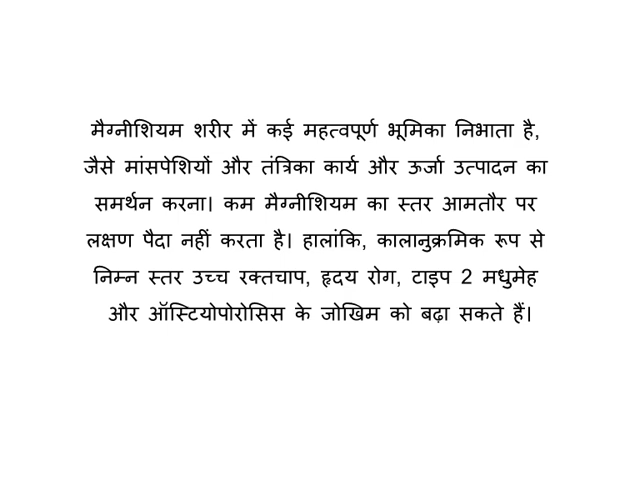 मैग्नीशियम शरीर में कई महत्वपूर्ण भूमिका निभाता है,
जैसे मांसपेशियों और तंत्रिका कार्य और ऊर्जा उत्पादन का
समर्थन करना। कम मैग्नीशियम का स्तर आमतौर पर
लक्षण पैदा नहीं करता है। हालांकि, कालानुक्रमिक रूप से
निम्न स्तर उच्च रक्तचाप, हृदय रोग, टाइप 2 मधुमेह
और ऑस्टियोपोरोसिस के जोखिम को बढ़ा सकते हैं।